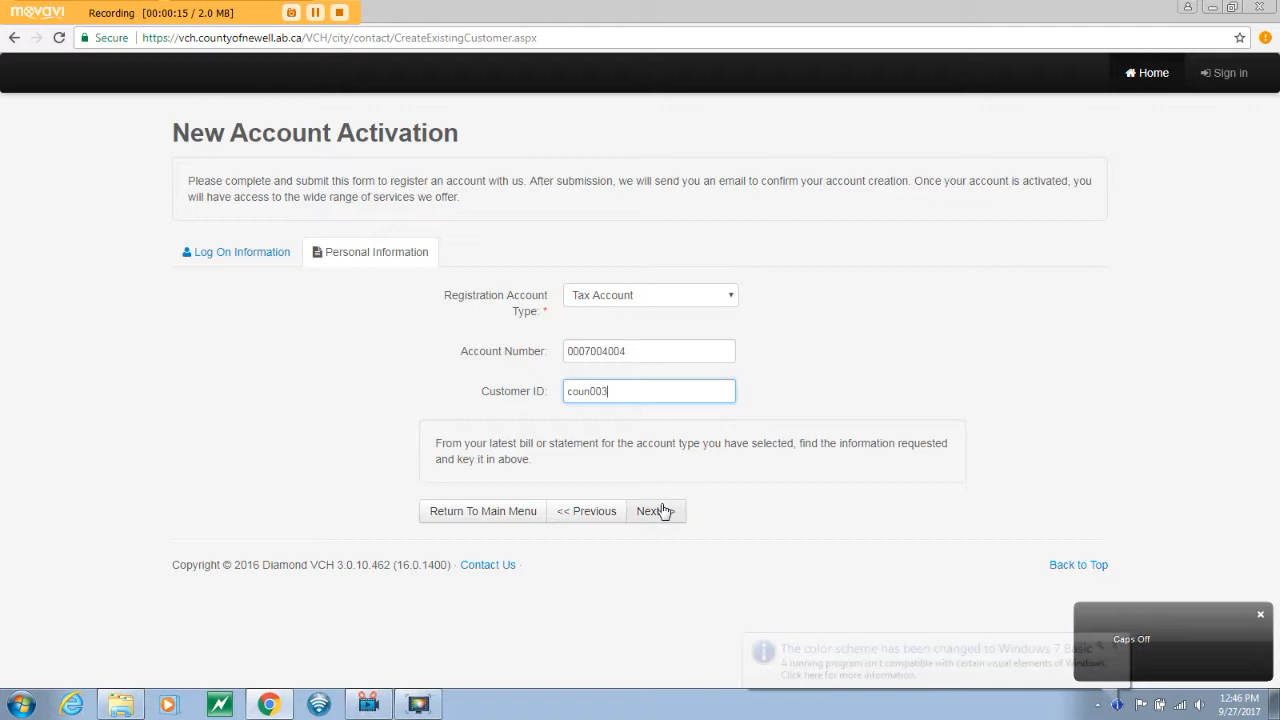 movavi Recording [00:00:15 / 2.0 MB]
Secure https://vch.countyofnewell.ab.ca/VCH/city/contact/CreateExistingCustomer.aspx
Home Sign in
New Account Activation
Please complete and submit this form to register an account with us. After submission, we will send you an email to confirm your account creation. Once your account is activated, you
will have access to the wide range of services we offer.
Log On Information Personal Information
Registration Account Tax Account
Type: *
Account Number: 0007004004
Customer ID: coun003
From your latest bill or statement for the account type you have selected, find the information requested
and key it in above.
Return To Main Menu << Previous Next >
Copyright © 2016 Diamond VCH 3.0.10.462 (16.0.1400) · Contact Us · Back to Top
Caps Off
The color scheme has been changed to Windows 7 Basic
A running program isn't compatible with certain visual elements of Windows.
Click here for more information.
12:46 PM
9/27/2017